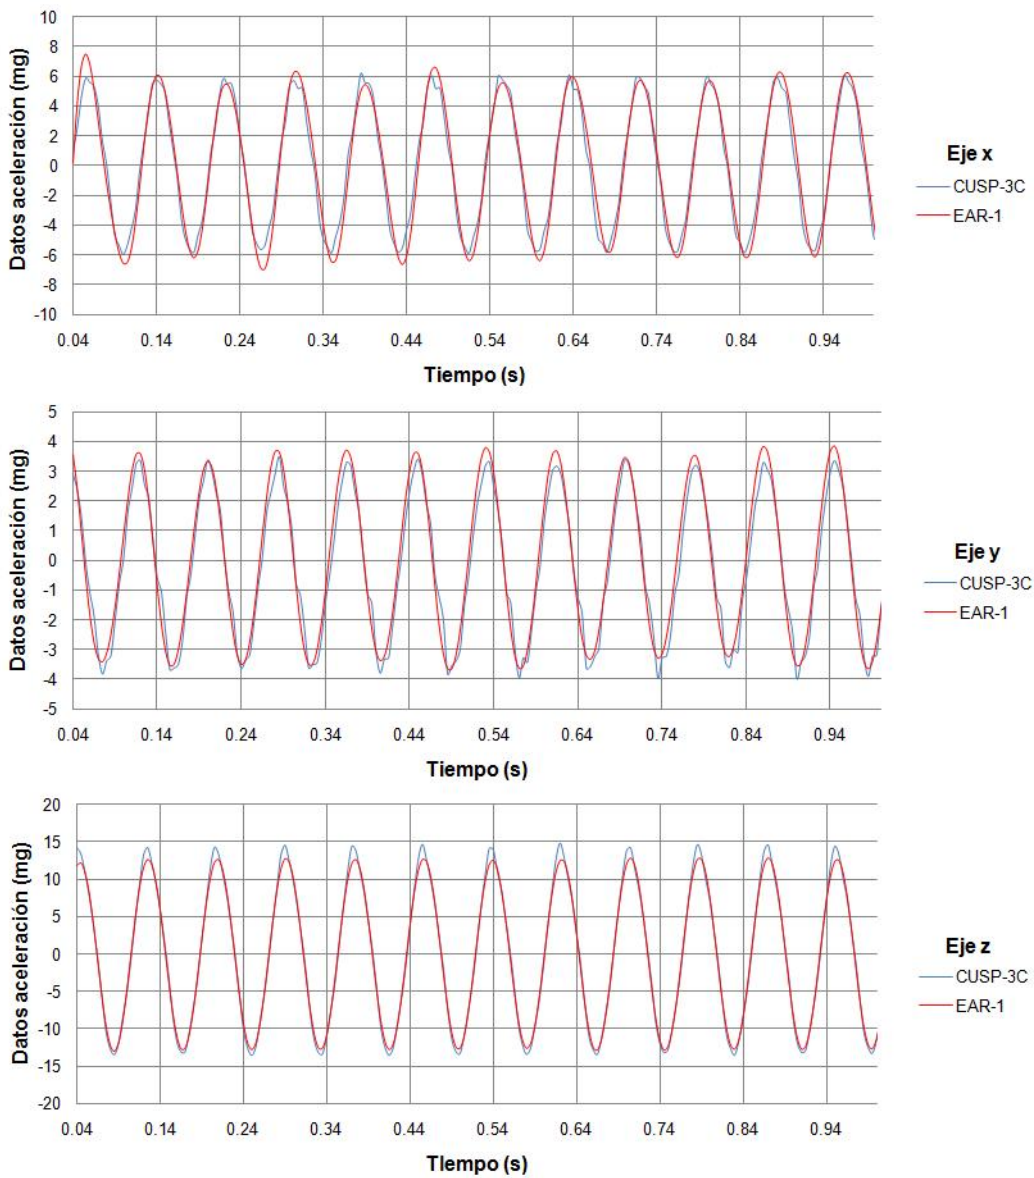 10
8
6
4
2
0
-2
-4
-6
-8
-10
Datos aceleración (mg)
0.04 0.14 0.24 0.34 0.44 0.54 0.64 0.74 0.84 0.94
Tiempo (s)
Eje x
CUSP-3C
EAR-1
5
4
3
2
1
0
-1
-2
-3
-4
-5
Datos aceleración (mg)
0.04 0.14 0.24 0.34 0.44 0.54 0.64 0.74 0.84 0.94
Tiempo (s)
Eje y
CUSP-3C
EAR-1
20
15
10
5
0
-5
-10
-15
-20
Datos aceleración (mg)
0.04 0.14 0.24 0.34 0.44 0.54 0.64 0.74 0.84 0.94
Tlempo (s)
Eje z
CUSP-3C
EAR-1